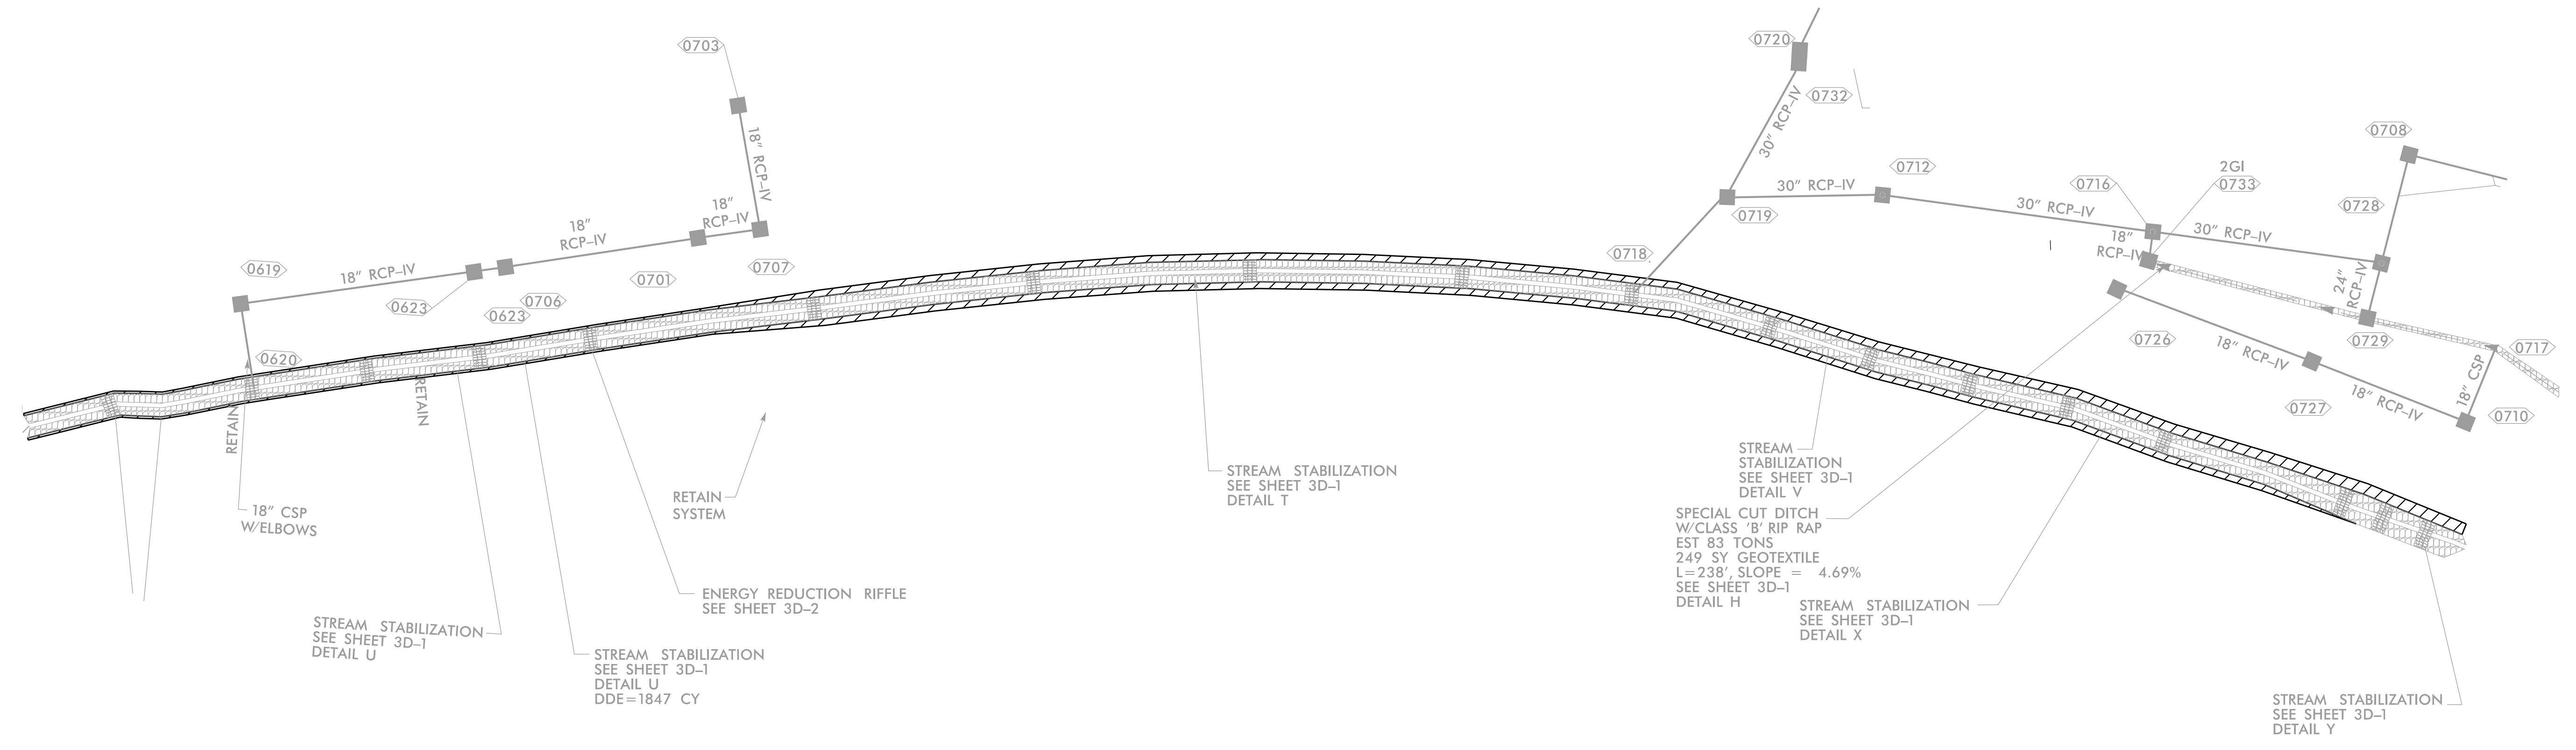 0703
0720
0732
18" RCP-IV
30" RCP-IV
0708
0712
2GI
0716
0733
30" RCP-IV
0728
0719
30" RCP-IV
30" RCP-IV
18"
RCP-IV
18"
RCP-IV
18"
RCP-IV
0718
24"
RCP-IV
0619
18" RCP-IV
0623
0623
0706
0701
0707
0726
18" RCP-IV
0729
0717
18" CSP
0727
18" RCP-IV
0710
0620
RETAIN
RETAIN
18" CSP
W/ELBOWS
RETAIN
SYSTEM
STREAM STABILIZATION
SEE SHEET 3D-1
DETAIL T
STREAM
STABILIZATION
SEE SHEET 3D-1
DETAIL V
SPECIAL CUT DITCH
W/CLASS 'B' RIP RAP
EST 83 TONS
249 SY GEOTEXTILE
L=238', SLOPE = 4.69%
SEE SHEET 3D-1
DETAIL H
STREAM STABILIZATION
SEE SHEET 3D-1
DETAIL X
ENERGY REDUCTION RIFFLE
SEE SHEET 3D-2
STREAM STABILIZATION
SEE SHEET 3D-1
DETAIL U
STREAM STABILIZATION
SEE SHEET 3D-1
DETAIL U
DDE=1847 CY
STREAM STABILIZATION
SEE SHEET 3D-1
DETAIL Y